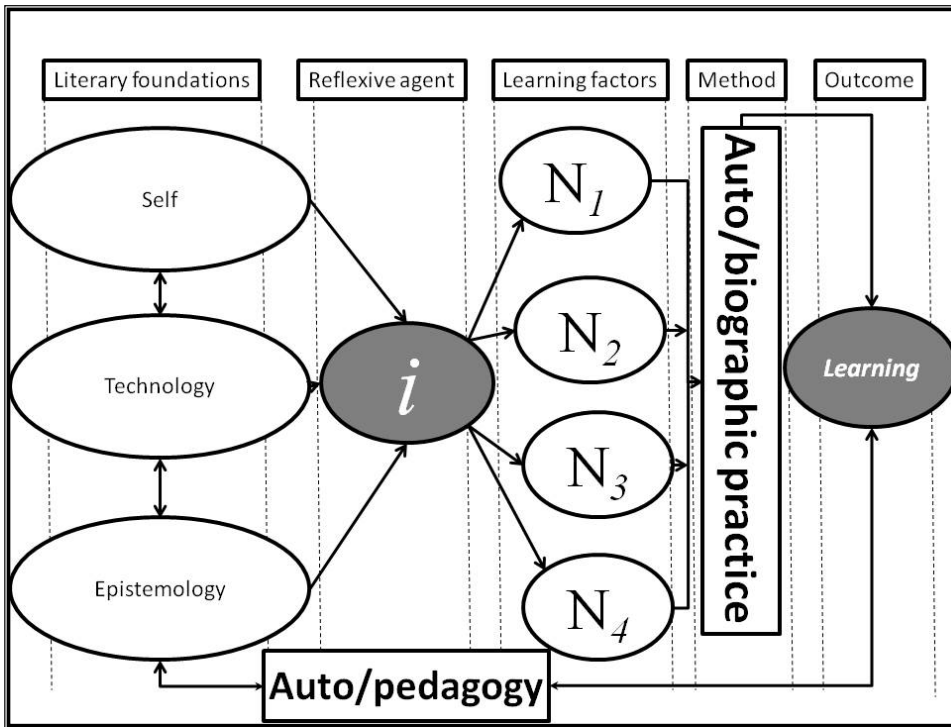 Literary foundations
Reflexive agent
Learning factors
Method
Outcome
Self
Technology
Epistemology
i
N1
N2
N3
N4
Auto/biographic practice
Learning
Auto/pedagogy